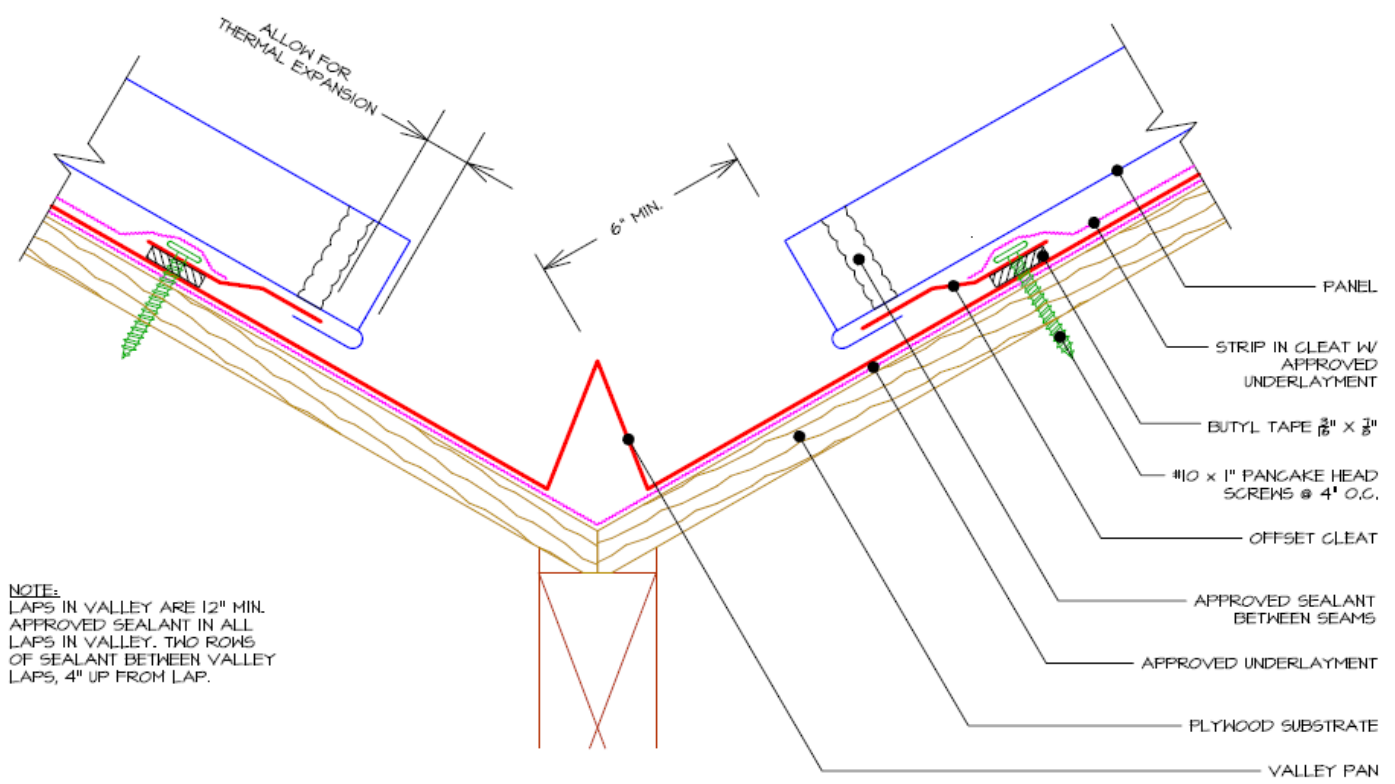 ALLOW FOR
THERMAL EXPANSION
6" MIN.
PANEL
STRIP IN CLEAT W/
APPROVED
UNDERLAYMENT
BUTYL TAPE 3/16" X 7/8"
#10 x 1" PANCAKE HEAD
SCREWS @ 4" O.C.
OFFSET CLEAT
APPROVED SEALANT
BETWEEN SEAMS
APPROVED UNDERLAYMENT
PLYWOOD SUBSTRATE
VALLEY PAN
NOTE:
LAPS IN VALLEY ARE 12" MIN.
APPROVED SEALANT IN ALL
LAPS IN VALLEY. TWO ROWS
OF SEALANT BETWEEN VALLEY
LAPS, 4" UP FROM LAP.